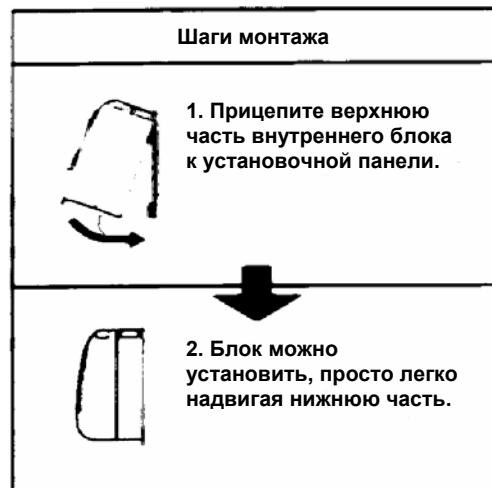 Шаги монтажа
1. Прицепите верхнюю
часть внутреннего блока
к установочной панели.
2. Блок можно
установить, просто легко
надвигая нижнюю часть.